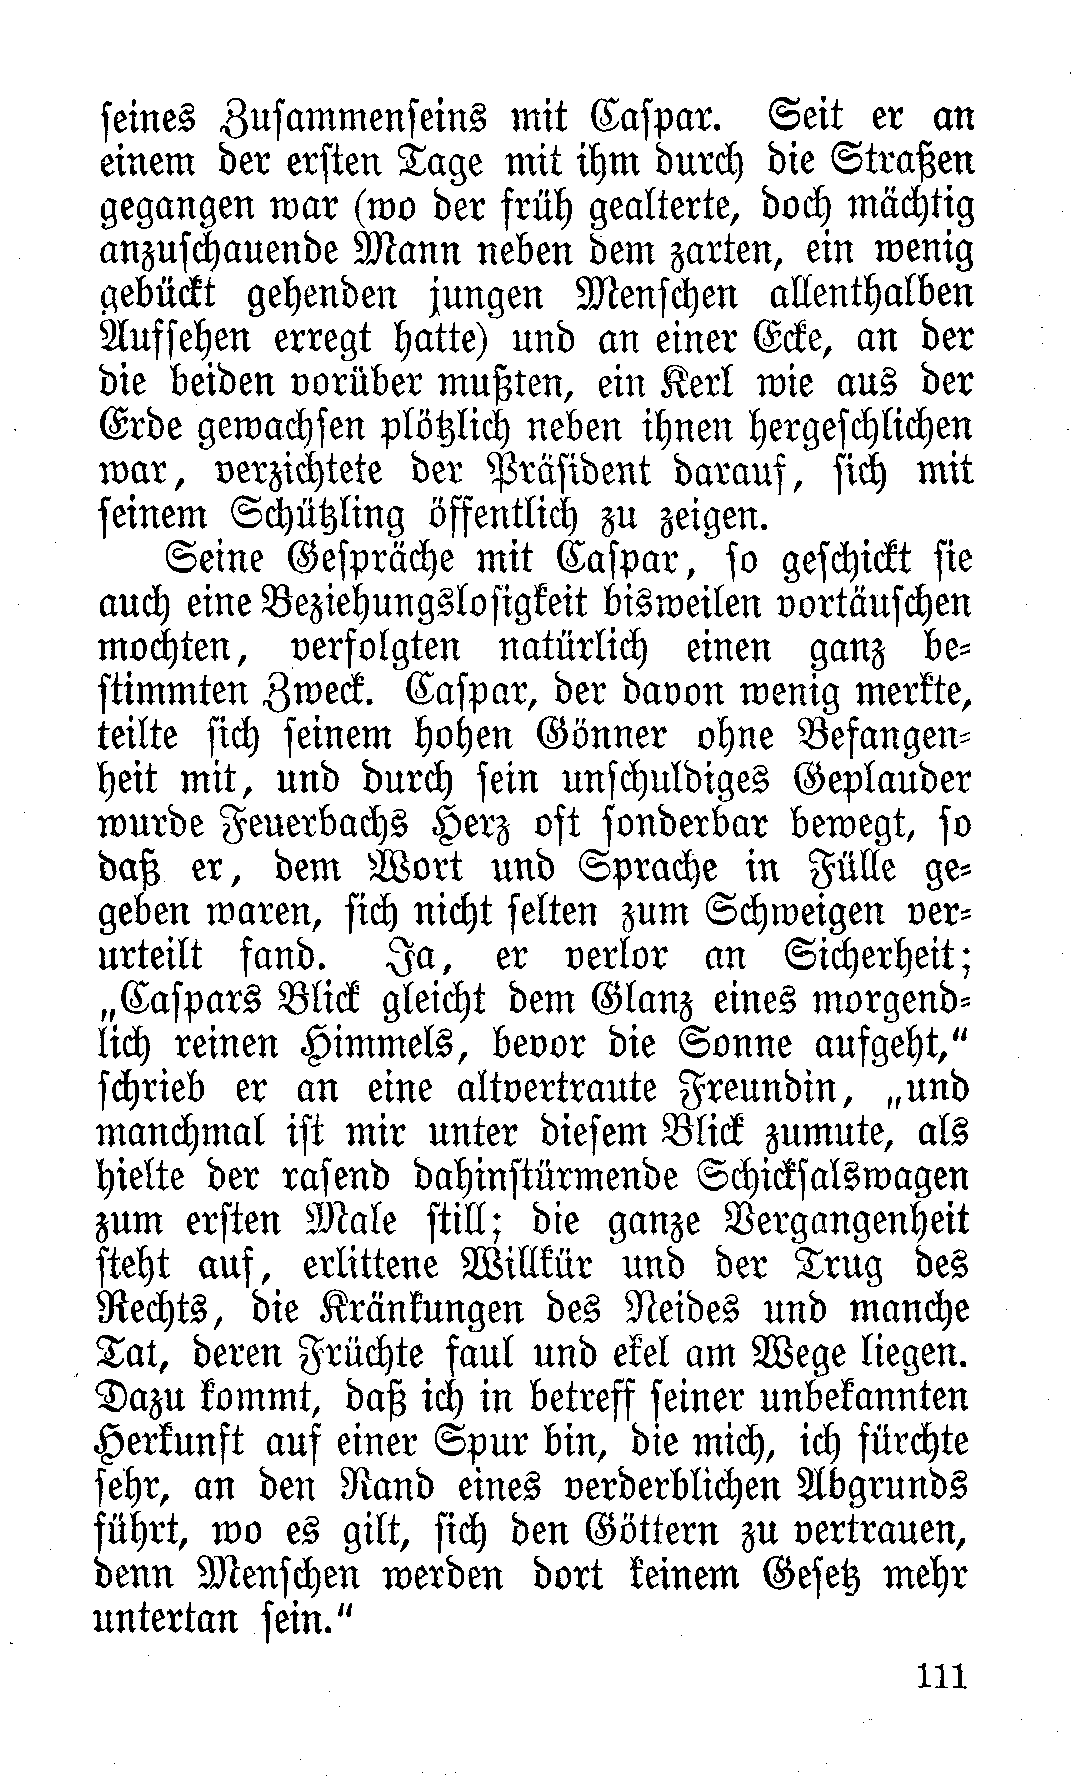 seines Zusammenseins mit Caspar. Seit er an
einem der ersten Tage mit ihm durch die Straßen
gegangen war (wo der früh gealterte, doch mächtig
anzuschauende Mann neben dem zarten, ein wenig
gebückt gehenden jungen Menschen allenthalben
Aufsehen erregt hatte) und an einer Ecke, an der
die beiden vorüber mußten, ein Kerl wie aus der
Erde gewachsen plötzlich neben ihnen hergeschlichen
war, verzichtete der Präsident darauf, sich mit
seinem Schützling öffentlich zu zeigen.
Seine Gespräche mit Caspar, so geschickt sie
auch eine Beziehungslosigkeit bisweilen vortäuschen
mochten, verfolgten natürlich einen ganz be-
stimmten Zweck. Caspar, der davon wenig merkte,
teilte sich seinem hohen Gönner ohne Befangen-
heit mit, und durch sein unschuldiges Geplauder
wurde Feuerbachs Herz oft sonderbar bewegt, so
daß er, dem Wort und Sprache in Fülle ge-
geben waren, sich nicht selten zum Schweigen ver-
urteilt fand. Ja, er verlor an Sicherheit;
„Caspars Blick gleicht dem Glanz eines morgend-
lich reinen Himmels, bevor die Sonne aufgeht,“
schrieb er an eine altvertraute Freundin, „und
manchmal ist mir unter diesem Blick zumute, als
hielte der rasend dahinstürmende Schicksalswagen
zum ersten Male still; die ganze Vergangenheit
steht auf, erlittene Willkür und der Trug des
Rechts, die Kränkungen des Neides und manche
Tat, deren Früchte faul und ekel am Wege liegen.
Dazu kommt, daß ich in betreff seiner unbekannten
Herkunft auf einer Spur bin, die mich, ich fürchte
sehr, an den Rand eines verderblichen Abgrunds
führt, wo es gilt, sich den Göttern zu vertrauen,
denn Menschen werden dort keinem Gesetz mehr
untertan sein.“
111